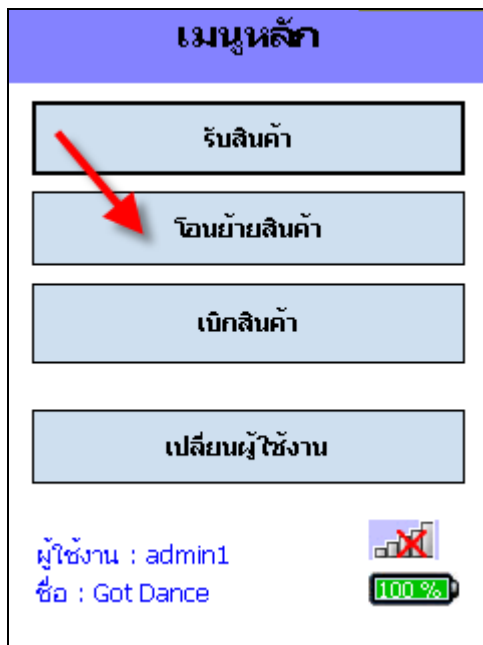 เมนูหลัก
รับสินค้า
โอนย้ายสินค้า
เบิกสินค้า
เปลี่ยนผู้ใช้งาน
ผู้ใช้งาน : admin1
ชื่อ : Got Dance
100 %